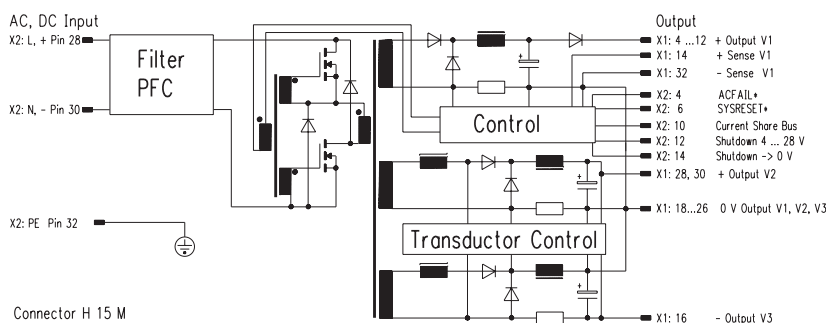 AC, DC Input
X2: L, + Pin 28
Filter
PFC
X2: N, - Pin 30
X2: PE Pin 32
Connector H 15 M
Control
Transductor Control
Output
X1: 4 ...12 + Output V1
X1: 14 + Sense V1
X1: 32 - Sense V1
X2: 4 ACFAIL*
X2: 6 SYSRESET*
X2: 10 Current Share Bus
X2: 12 Shutdown 4 ... 28 V
X2: 14 Shutdown -> 0 V
X1: 28, 30 + Output V2
X1: 18...26 0 V Output V1, V2, V3
X1: 16 - Output V3